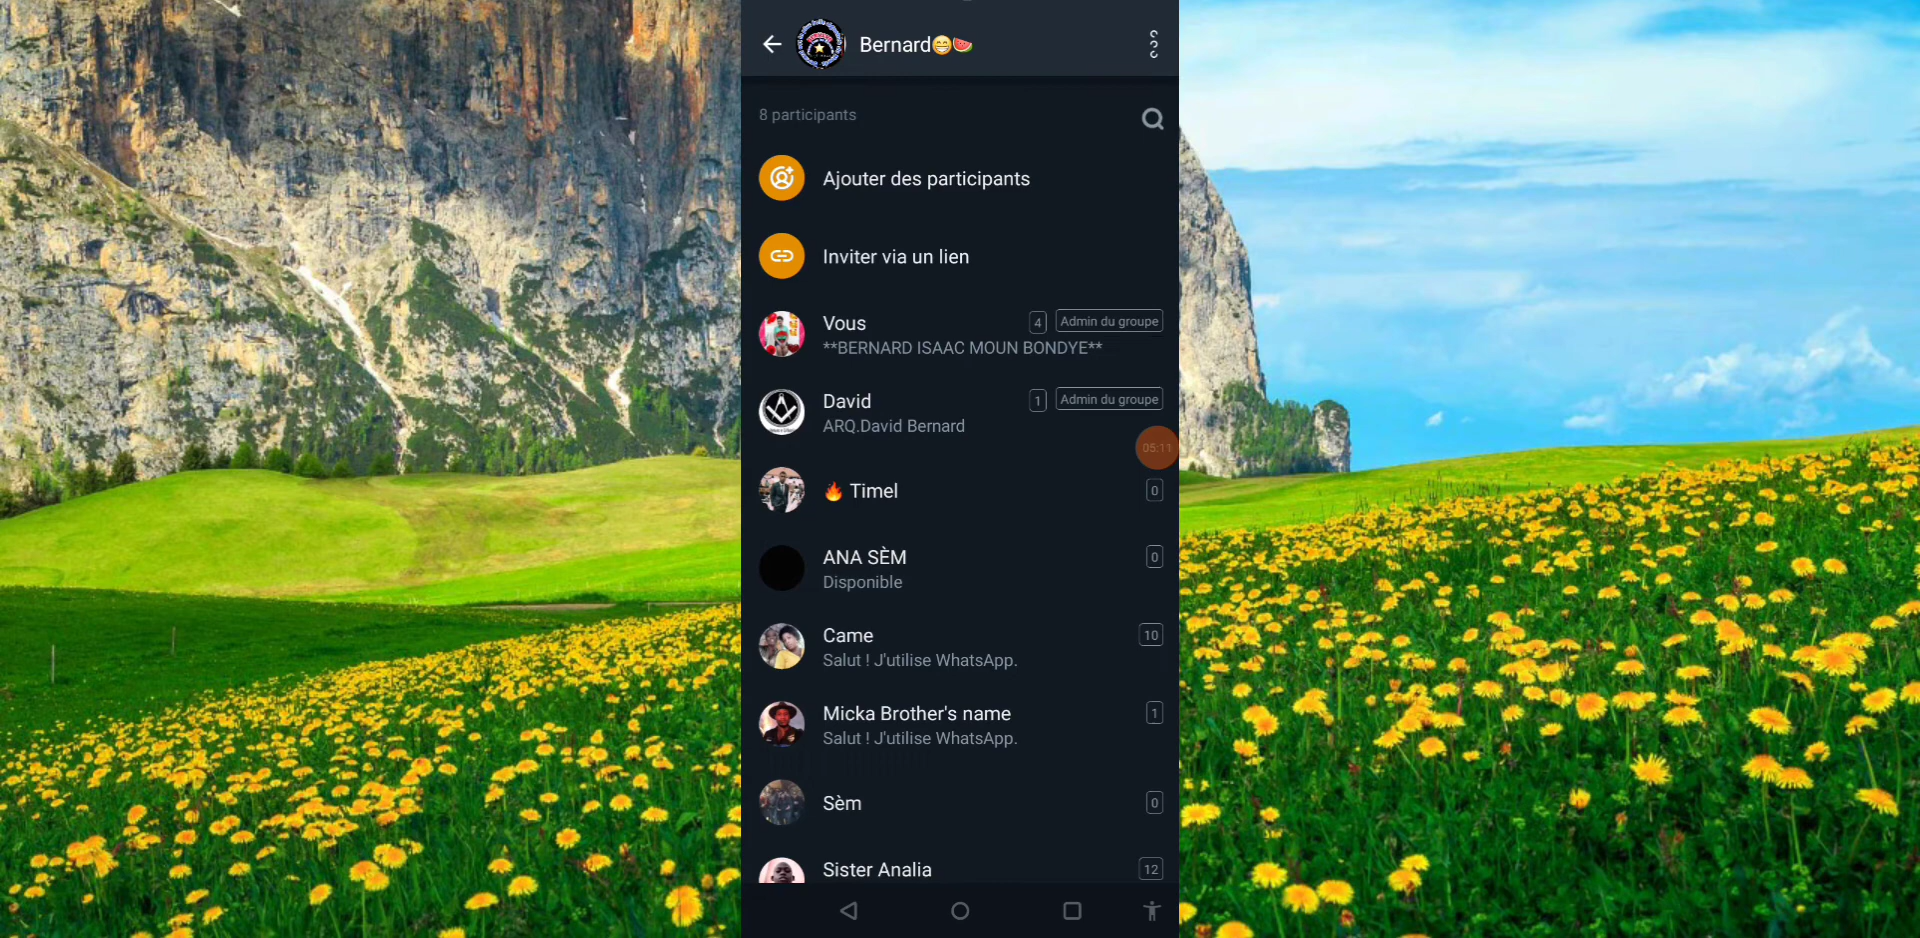 Bernard😁🍉
8 participants
Ajouter des participants
Inviter via un lien
Vous 4 Admin du groupe
**BERNARD ISAAC MOUN BONDYE**
David 1 Admin du groupe
ARQ.David Bernard
05:11
🔥 Timel 0
ANA SÈM 0
Disponible
Came 10
Salut ! J'utilise WhatsApp.
Micka Brother's name 1
Salut ! J'utilise WhatsApp.
Sèm 0
Sister Analia 12